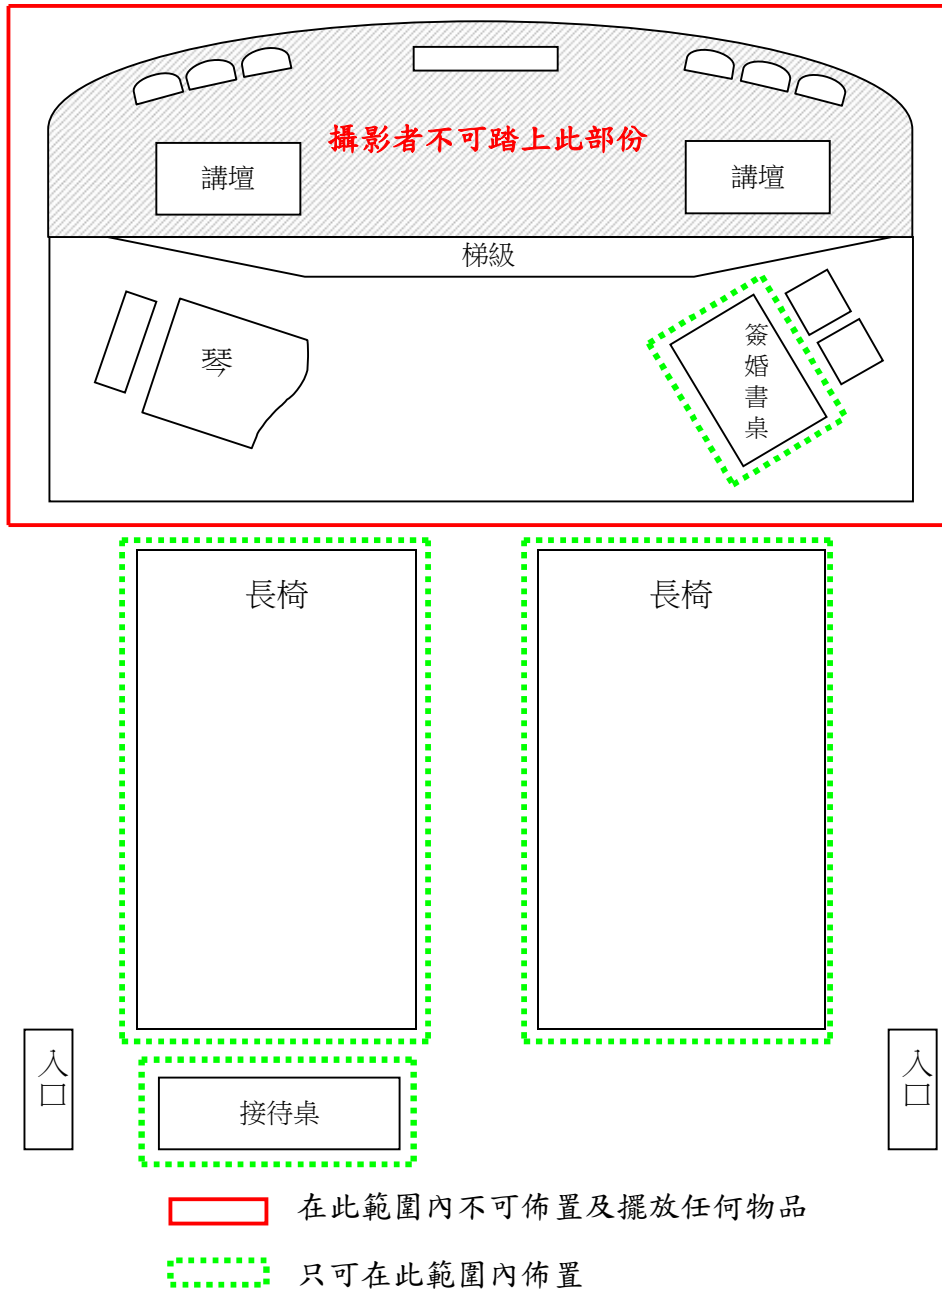 攝影者不可踏上此部份
講壇
講壇
梯級
琴
簽婚書桌
長椅
長椅
入口
入口
接待桌
在此範圍內不可佈置及擺放任何物品
只可在此範圍內佈置